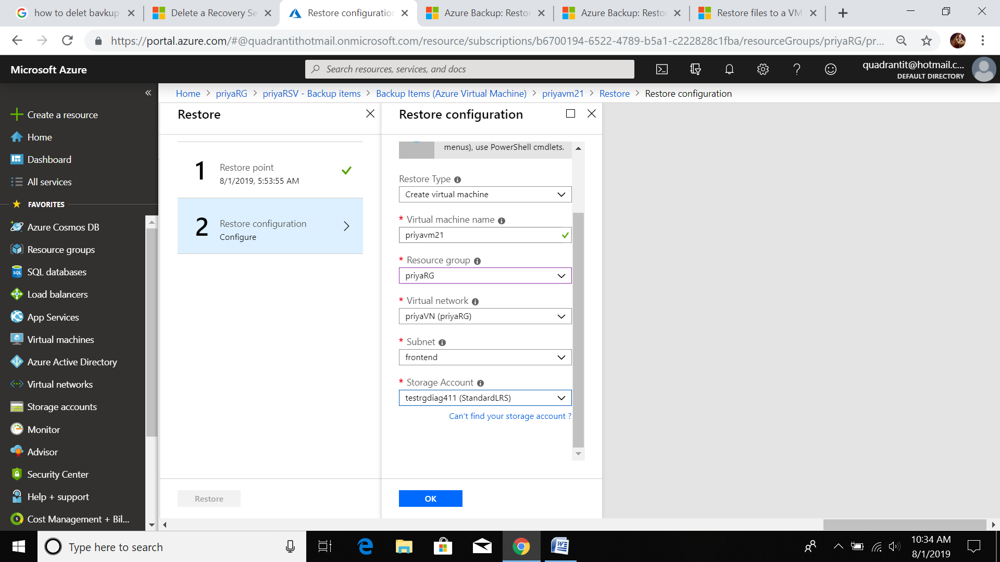 how to delet bavkup
Delete a Recovery Se
Restore configuration
Azure Backup: Restor
Azure Backup: Restor
Restore files to a VM
https://portal.azure.com/#@quadrantithotmail.onmicrosoft.com/resource/subscriptions/b6700194-6522-4789-b5a1-c222828c1fba/resourceGroups/priyaRG/pr...
Microsoft Azure
Search resources, services, and docs
quadrantit@hotmail.c...
DEFAULT DIRECTORY
Home > priyaRG > priyaRSV - Backup items > Backup Items (Azure Virtual Machine) > priyavm21 > Restore > Restore configuration
Create a resource
Home
Dashboard
All services
FAVORITES
Azure Cosmos DB
Resource groups
SQL
SQL databases
Load balancers
App Services
Virtual machines
Azure Active Directory
Virtual networks
Storage accounts
Monitor
Advisor
Security Center
Help + support
Cost Management + Bil...
Restore
1
Restore point
8/1/2019, 5:53:55 AM
2
Restore configuration
Configure
Restore
Restore configuration
menus), use PowerShell cmdlets.
Restore Type
Create virtual machine
* Virtual machine name
priyavm21
* Resource group
priyaRG
* Virtual network
priyaVN (priyaRG)
* Subnet
frontend
* Storage Account
testrgdiag411 (StandardLRS)
Can't find your storage account ?
OK
Type here to search
10:34 AM
8/1/2019